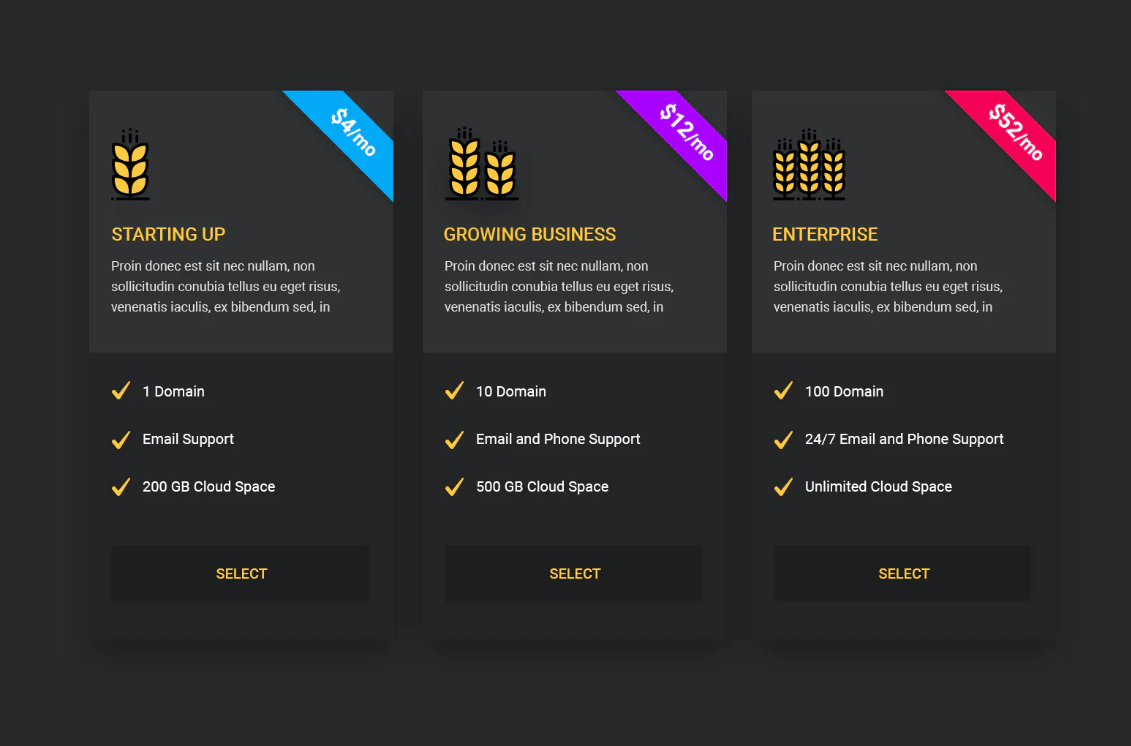 $4/mo
STARTING UP
Proin donec est sit nec nullam, non
sollicitudin conubia tellus eu eget risus,
venenatis iaculis, ex bibendum sed, in
1 Domain
Email Support
200 GB Cloud Space
SELECT
$12/mo
GROWING BUSINESS
Proin donec est sit nec nullam, non
sollicitudin conubia tellus eu eget risus,
venenatis iaculis, ex bibendum sed, in
10 Domain
Email and Phone Support
500 GB Cloud Space
SELECT
$52/mo
ENTERPRISE
Proin donec est sit nec nullam, non
sollicitudin conubia tellus eu eget risus,
venenatis iaculis, ex bibendum sed, in
100 Domain
24/7 Email and Phone Support
Unlimited Cloud Space
SELECT